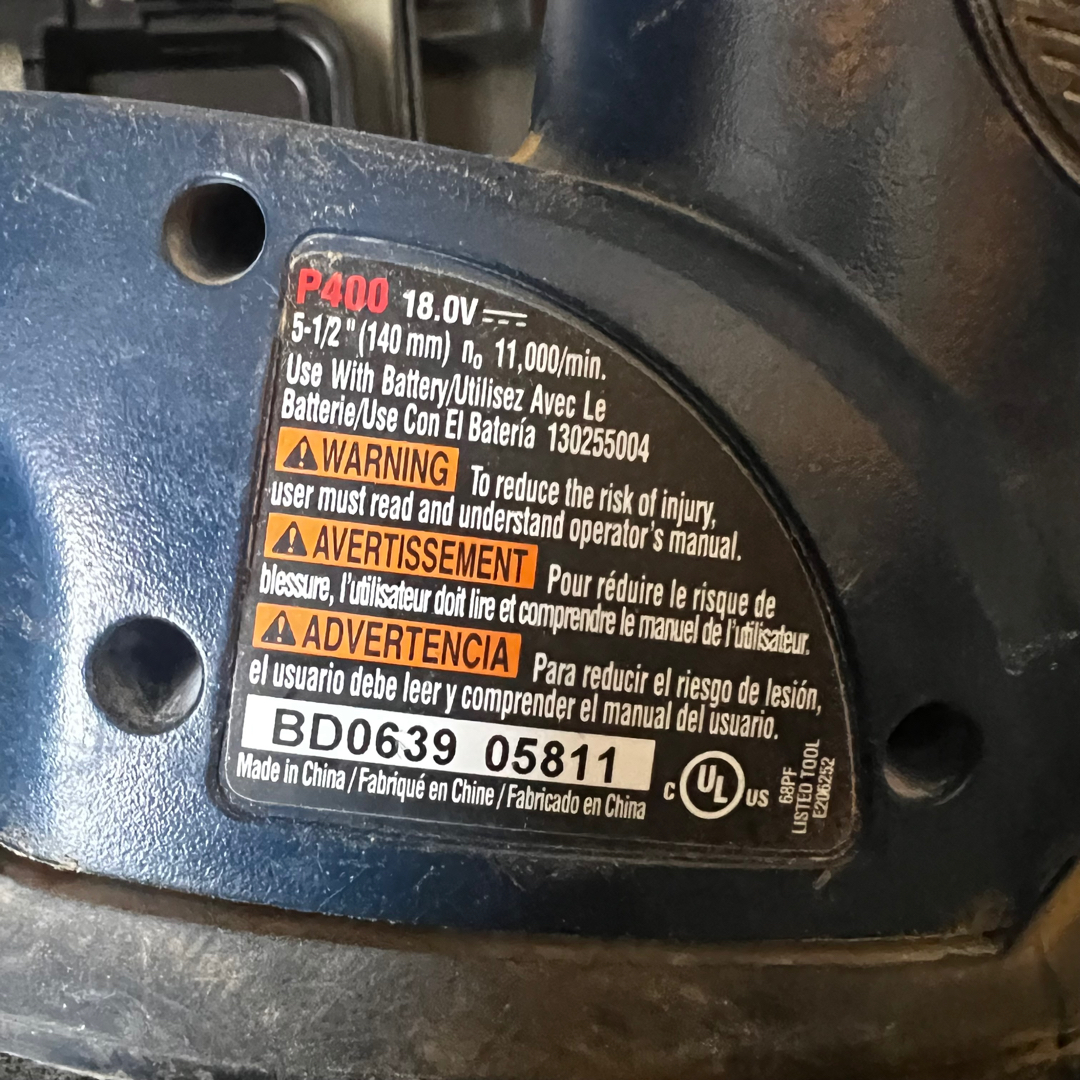 P400 18.0V
5-1/2" (140 mm) n₀ 11,000/min.
Use With Battery/Utilisez Avec Le
Batterie/Use Con El Batería 130255004
WARNING To reduce the risk of injury,
user must read and understand operator's manual.
AVERTISSEMENT Pour réduire le risque de
blessure, l'utilisateur doit lire et comprendre le manuel de l'utilisateur.
ADVERTENCIA Para reducir el riesgo de lesión,
el usuario debe leer y comprender el manual del usuario.
BD0639 05811
Made in China / Fabriqué en Chine / Fabricado en China
C UL US
68PF
LISTED TOOL
E206252